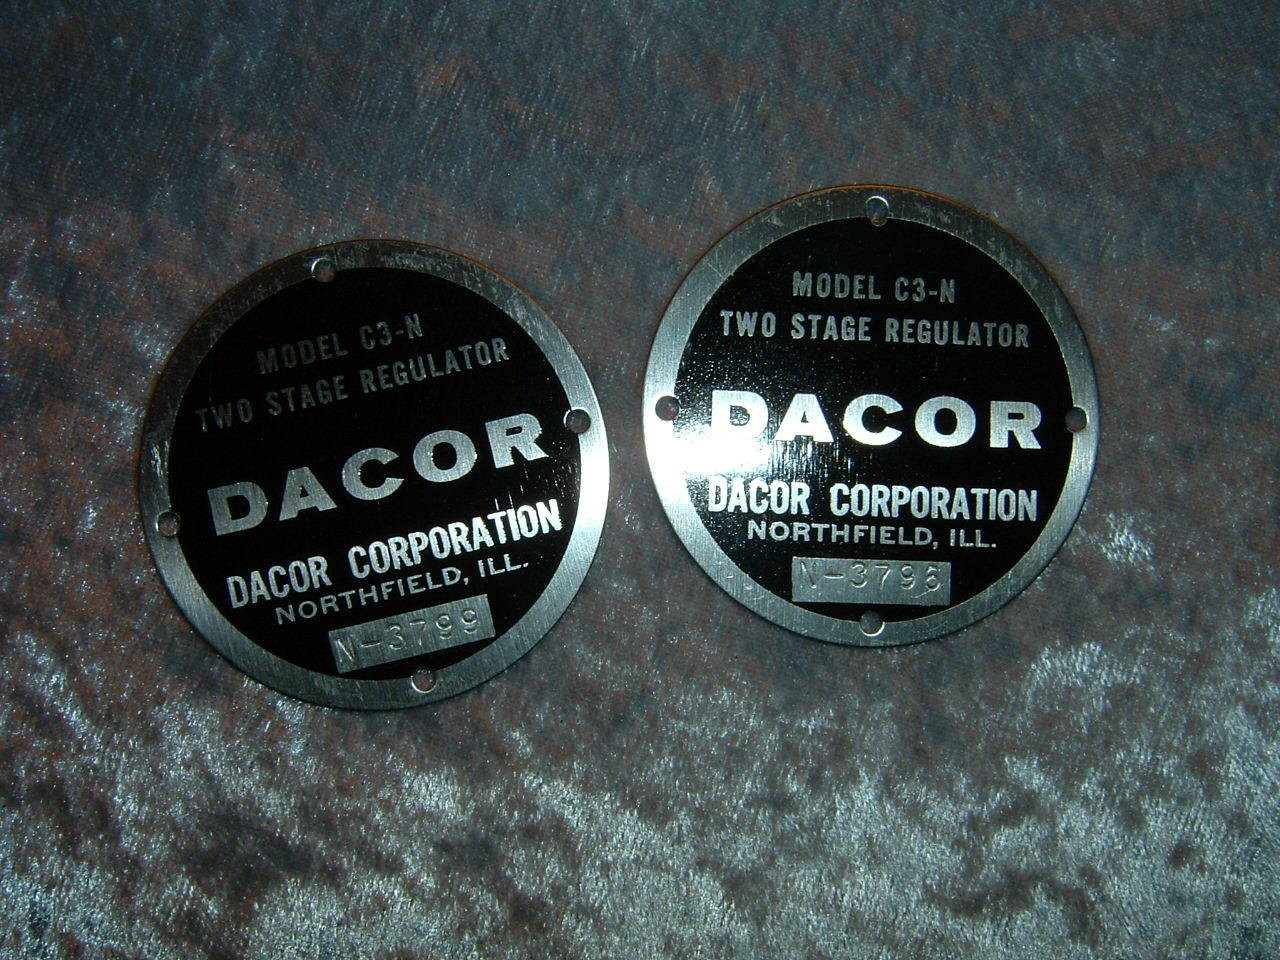 MODEL C3-N
TWO STAGE REGULATOR
DACOR
DACOR CORPORATION
NORTHFIELD, ILL.
N-3799
MODEL C3-N
TWO STAGE REGULATOR
DACOR
DACOR CORPORATION
NORTHFIELD, ILL.
N-3796